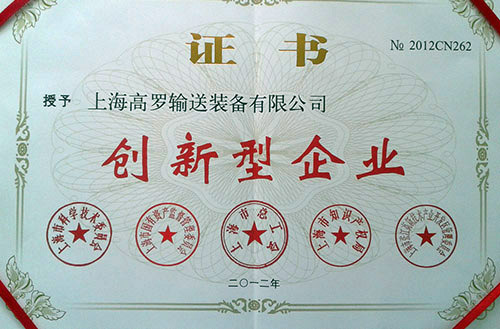 证书
№ 2012CN262
授予 上海高罗输送装备有限公司
创新型企业
上海市科学技术委员会
上海市国有资产监督管理委员会
上海市总工会
上海市知识产权局
二〇一二年